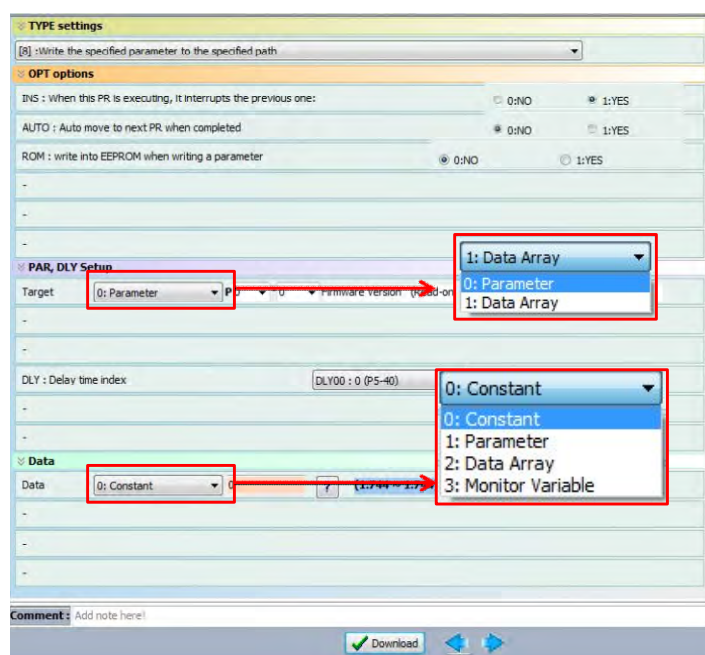 TYPE settings
[8] :Write the specified parameter to the specified path
OPT options
INS : When this PR is executing, it interrupts the previous one: 0:NO 1:YES
AUTO : Auto move to next PR when completed 0:NO 1:YES
ROM : write into EEPROM when writing a parameter 0:NO 1:YES
-
-
-
1: Data Array
PAR, DLY Setup
0: Parameter
Target 0: Parameter P 0 - 0 Firmware version (Read-on
1: Data Array
-
-
DLY : Delay time index DLY00 : 0 (P5-40)
0: Constant
-
0: Constant
-
1: Parameter
Data
2: Data Array
Data 0: Constant 0 ?
3: Monitor Variable
-
-
-
Comment : Add note here!
Download